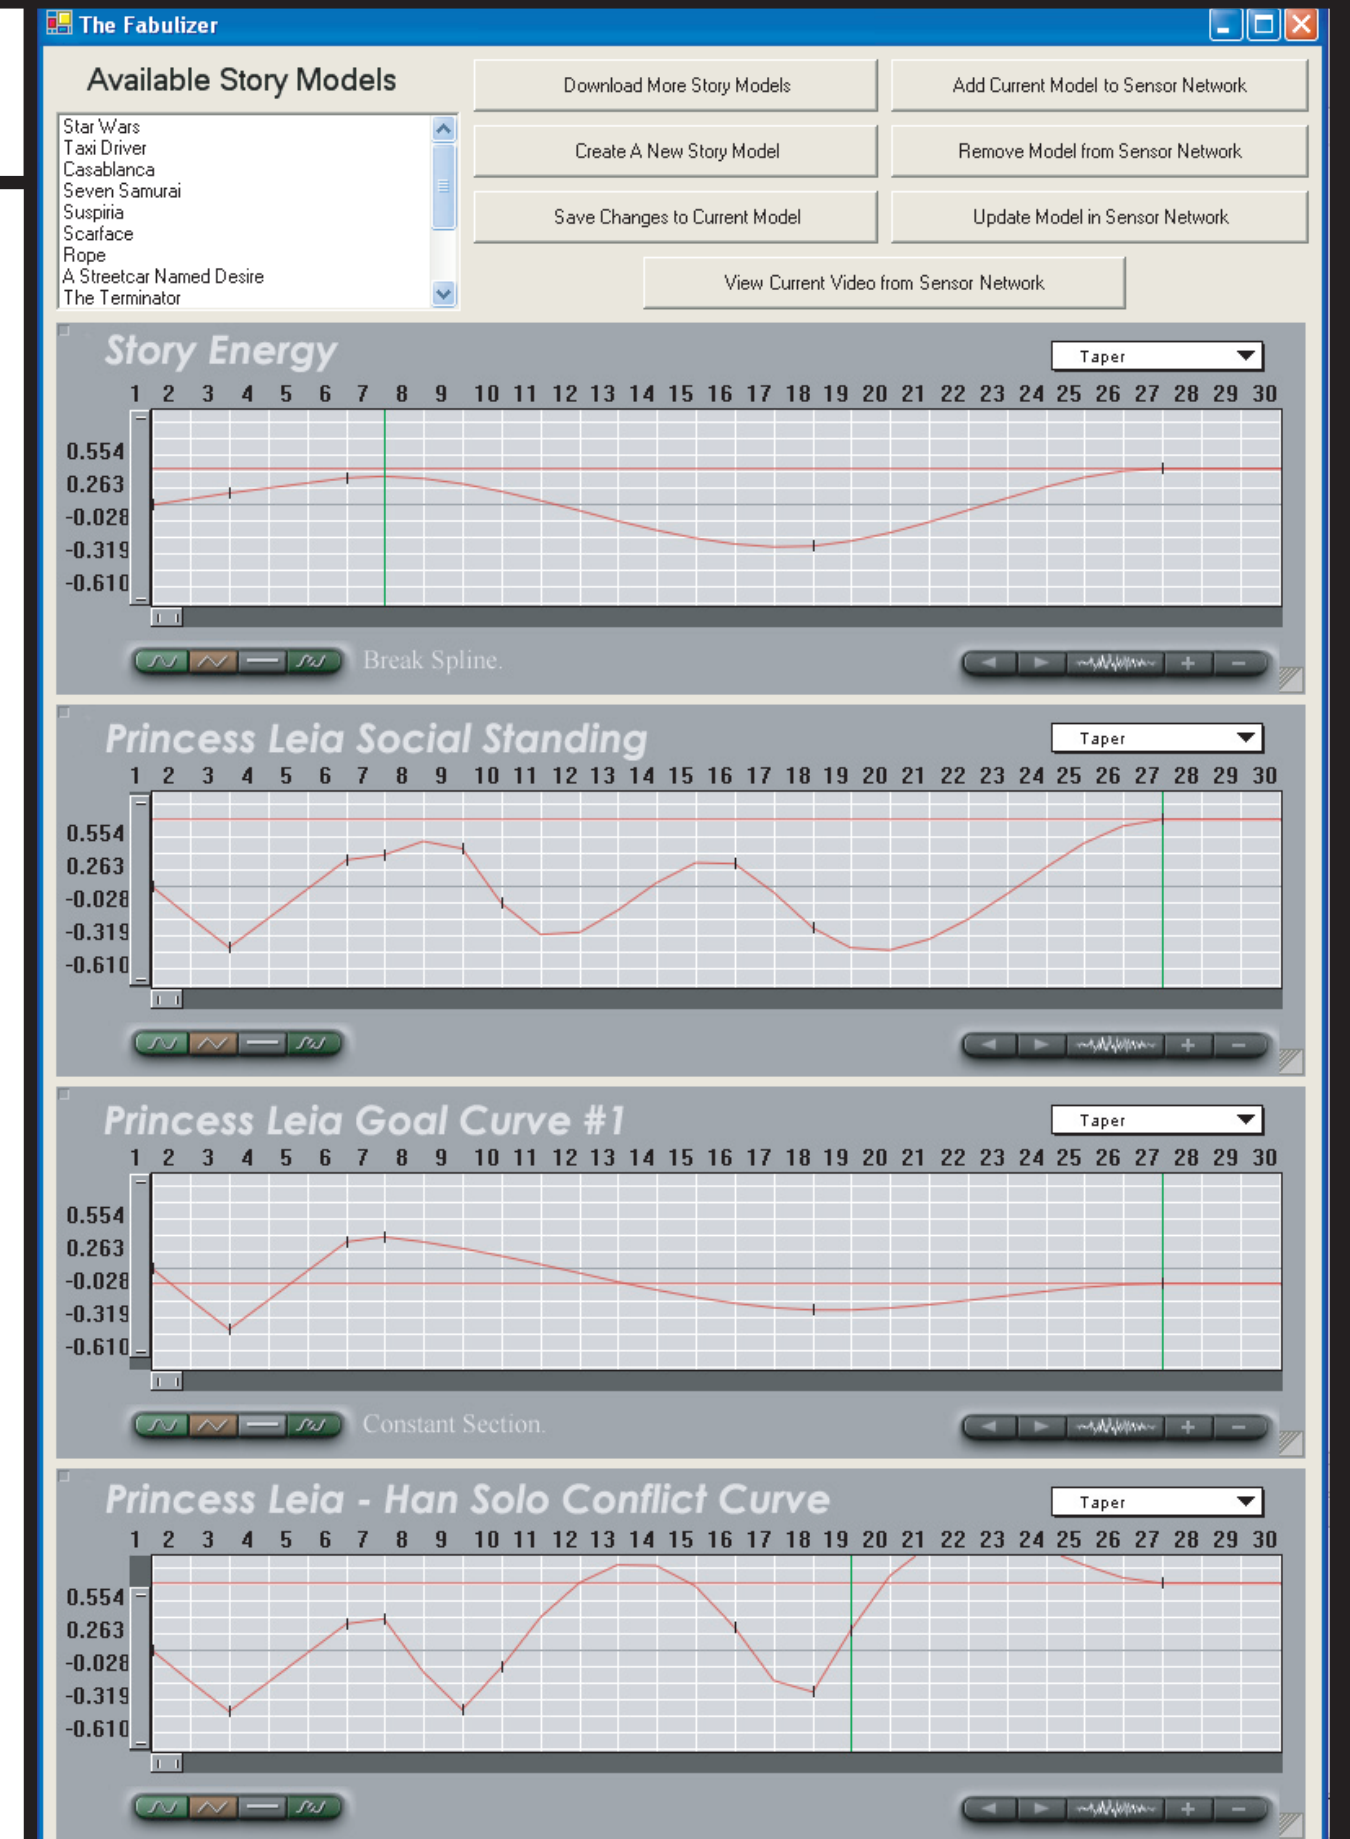 The Fabulizer
Available Story Models
Star Wars
Taxi Driver
Casablanca
Seven Samurai
Suspiria
Scarface
Rope
A Streetcar Named Desire
The Terminator
Download More Story Models
Add Current Model to Sensor Network
Create A New Story Model
Remove Model from Sensor Network
Save Changes to Current Model
Update Model in Sensor Network
View Current Video from Sensor Network
Story Energy
Taper
1 2 3 4 5 6 7 8 9 10 11 12 13 14 15 16 17 18 19 20 21 22 23 24 25 26 27 28 29 30
0.554
0.263
-0.028
-0.319
-0.610
Break Spline.
Princess Leia Social Standing
Taper
1 2 3 4 5 6 7 8 9 10 11 12 13 14 15 16 17 18 19 20 21 22 23 24 25 26 27 28 29 30
0.554
0.263
-0.028
-0.319
-0.610
Princess Leia Goal Curve #1
Taper
1 2 3 4 5 6 7 8 9 10 11 12 13 14 15 16 17 18 19 20 21 22 23 24 25 26 27 28 29 30
0.554
0.263
-0.028
-0.319
-0.610
Constant Section.
Princess Leia - Han Solo Conflict Curve
Taper
1 2 3 4 5 6 7 8 9 10 11 12 13 14 15 16 17 18 19 20 21 22 23 24 25 26 27 28 29 30
0.554
0.263
-0.028
-0.319
-0.610